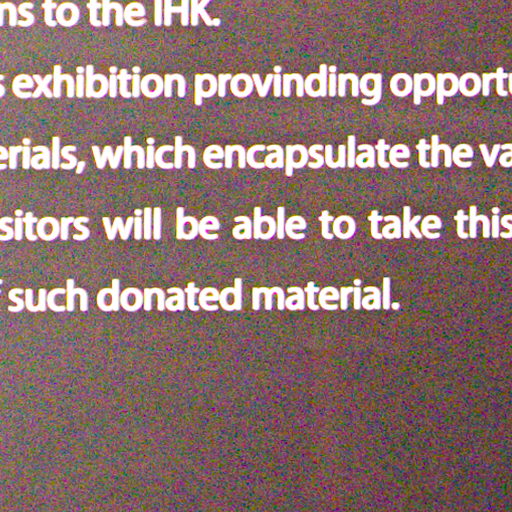 ns to the IHK.
s exhibition provinding opportu
erials, which encapsulate the va
sitors will be able to take this
f such donated material.